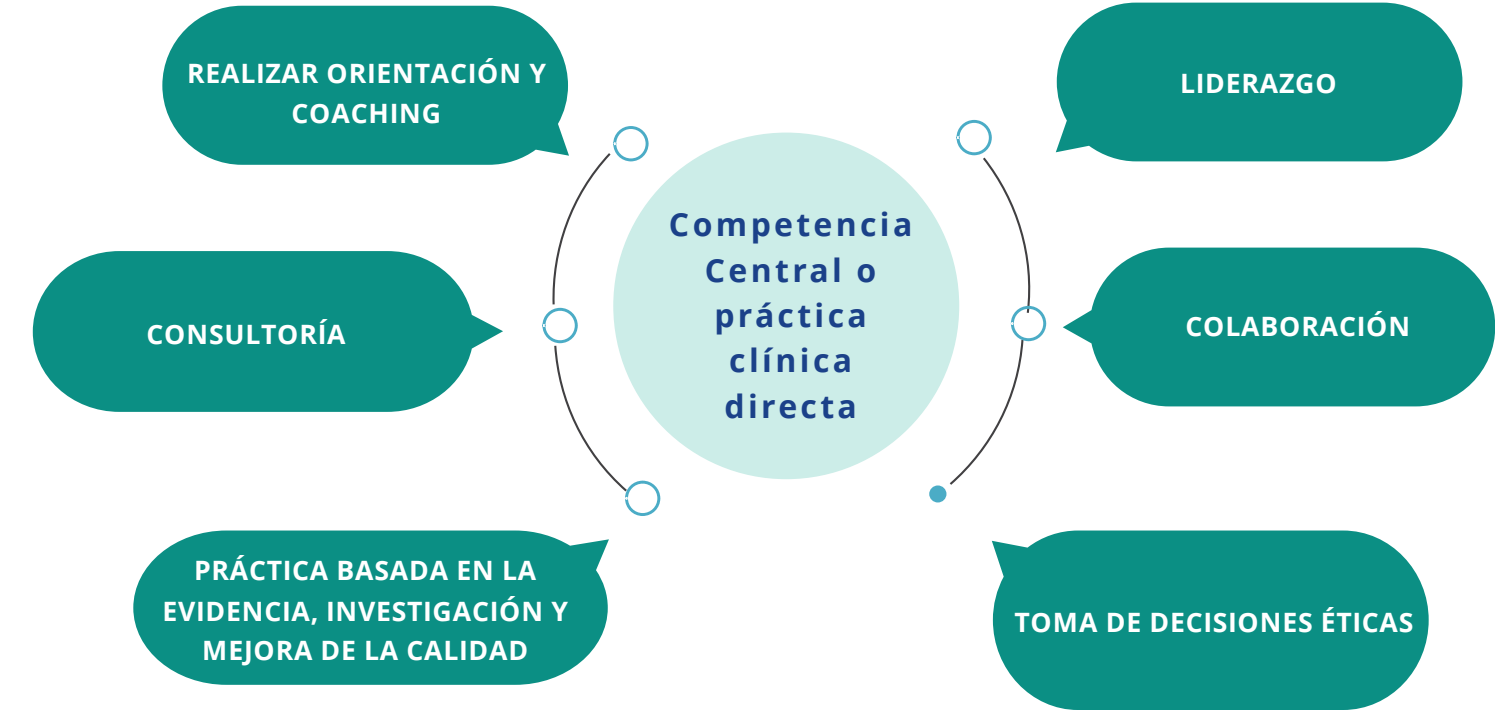 REALIZAR ORIENTACIÓN Y
COACHING
LIDERAZGO
Competencia
Central o
práctica
clínica
directa
CONSULTORÍA
COLABORACIÓN
PRÁCTICA BASADA EN LA
EVIDENCIA, INVESTIGACIÓN Y
MEJORA DE LA CALIDAD
TOMA DE DECISIONES ÉTICAS